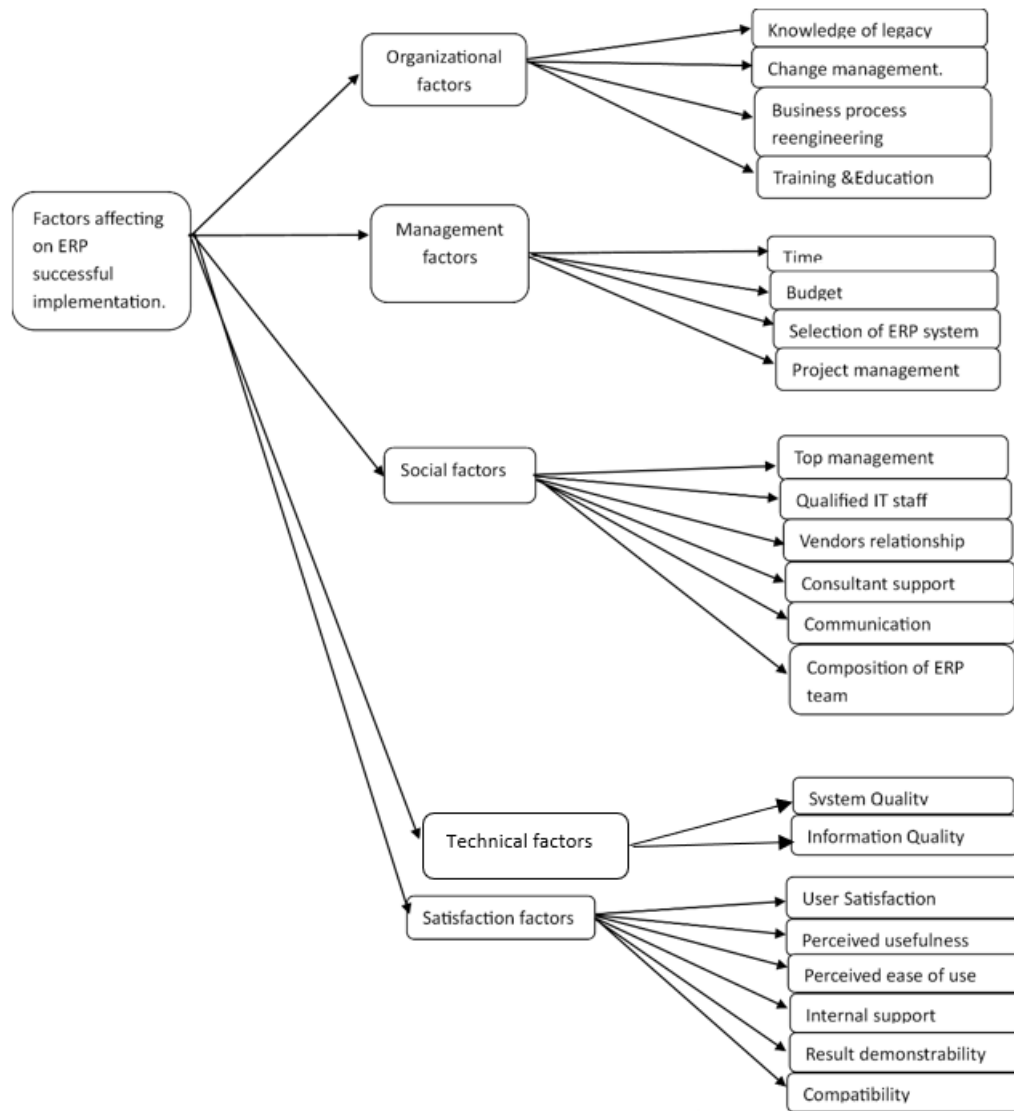 Factors affecting
on ERP
successful
implementation.
Organizational
factors
Knowledge of legacy
Change management.
Business process
reengineering
Training &Education
Management
factors
Time
Budget
Selection of ERP system
Project management
Social factors
Top management
Qualified IT staff
Vendors relationship
Consultant support
Communication
Composition of ERP
team
Technical factors
System Quality
Information Quality
Satisfaction factors
User Satisfaction
Perceived usefulness
Perceived ease of use
Internal support
Result demonstrability
Compatibility